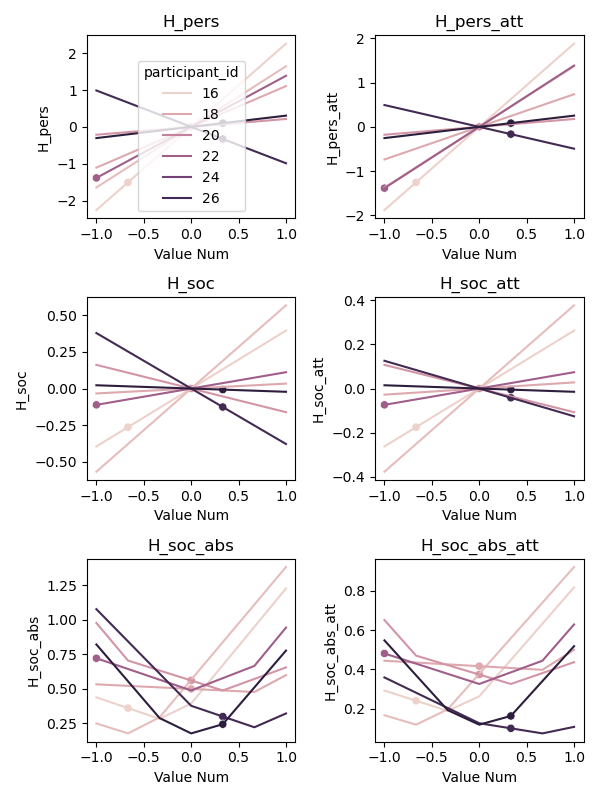 H_pers
H_pers
2
1
0
−1
−2
−1.0 −0.5 0.0 0.5 1.0
Value Num
participant_id
16
18
20
22
24
26
H_pers_att
H_pers_att
2
1
0
−1
−2
−1.0 −0.5 0.0 0.5 1.0
Value Num
H_soc
H_soc
0.50
0.25
0.00
−0.25
−0.50
−1.0 −0.5 0.0 0.5 1.0
Value Num
H_soc_att
H_soc_att
0.4
0.2
0.0
−0.2
−0.4
−1.0 −0.5 0.0 0.5 1.0
Value Num
H_soc_abs
H_soc_abs
1.25
1.00
0.75
0.50
0.25
−1.0 −0.5 0.0 0.5 1.0
Value Num
H_soc_abs_att
H_soc_abs_att
0.8
0.6
0.4
0.2
−1.0 −0.5 0.0 0.5 1.0
Value Num